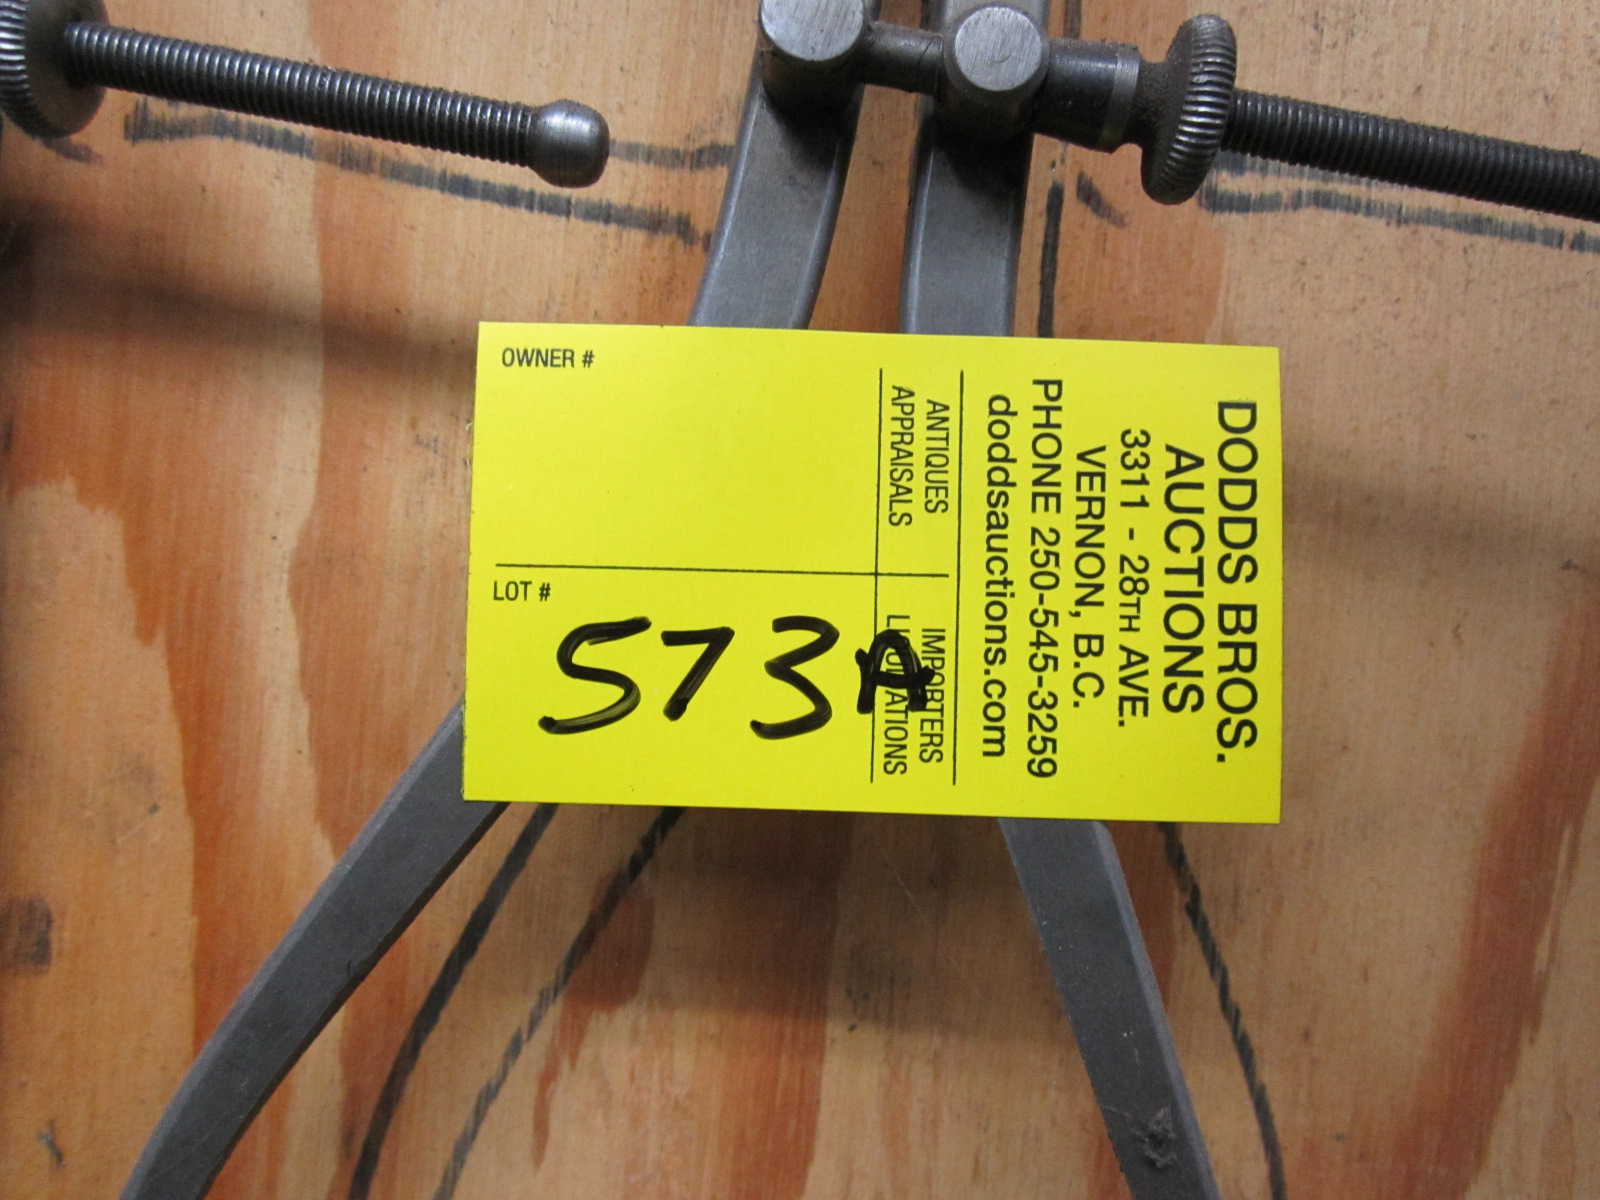 DODDS BROS.
AUCTIONS
3311 - 28TH AVE.
VERNON, B.C.
PHONE 250-545-3259
doddsauctions.com
ANTIQUES
APPRAISALS
IMPORTERS
LIQUIDATIONS
OWNER #
LOT #
573A